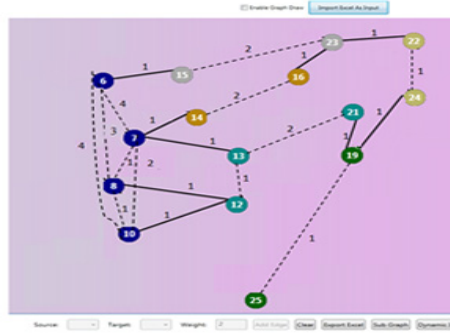 Enable Graph Draw Import Excel As Input
23 1 22
2
1 15 1
6 16 1
4 2 24
14 21
3 1 1
7 1 2
4 13 1
1 2 19
8 1 1
1 12
1
10
1
25
Source: Target: Weight: 2 Add Edge Clear Export Excel Sub Graph Dynamic